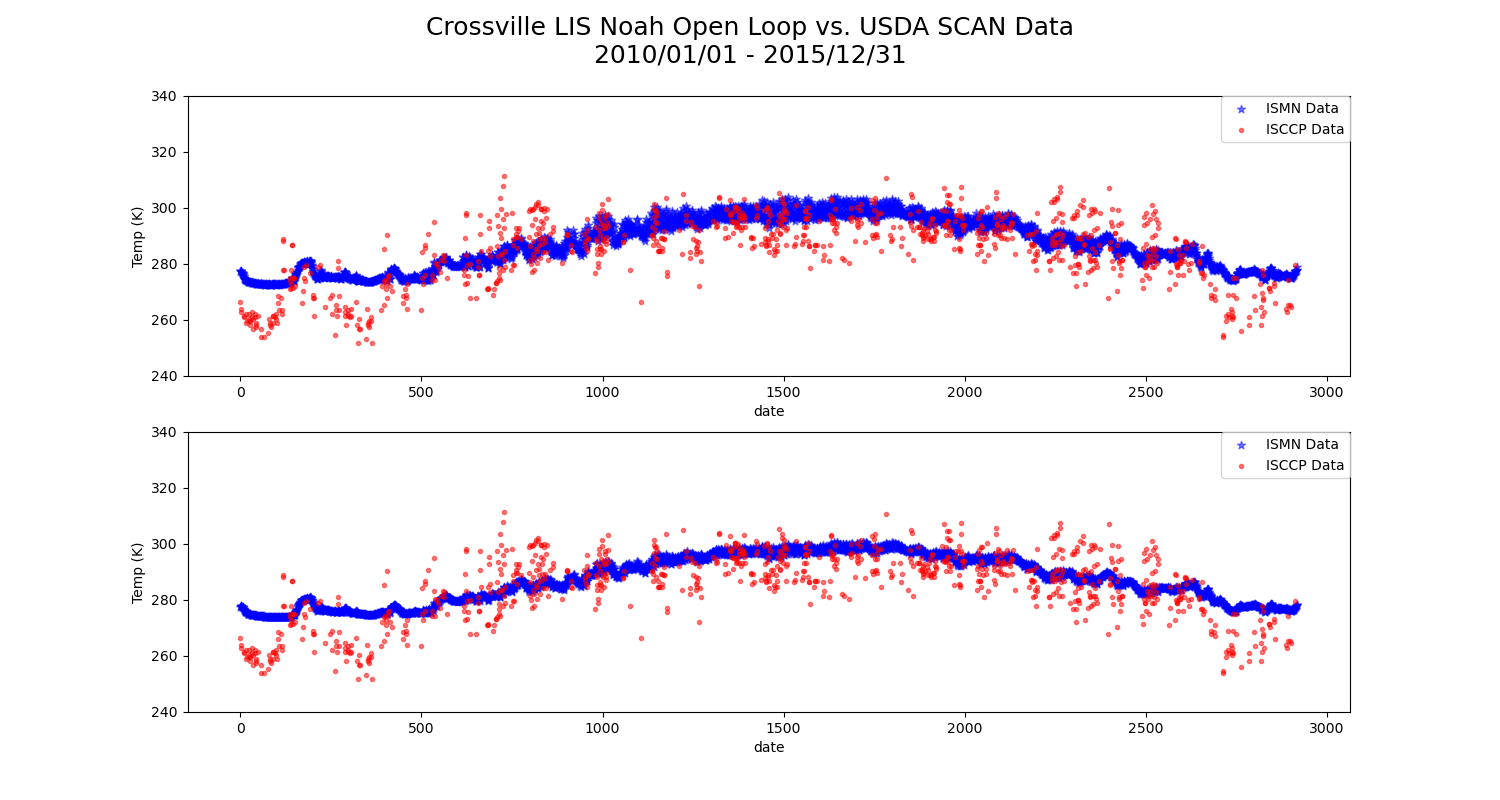 Crossville LIS Noah Open Loop vs. USDA SCAN Data
2010/01/01 - 2015/12/31
340
320
300
280
260
240
Temp (K)
ISMN Data
ISCCP Data
0 500 1000 1500 2000 2500 3000
date
340
320
300
280
260
240
Temp (K)
ISMN Data
ISCCP Data
0 500 1000 1500 2000 2500 3000
date